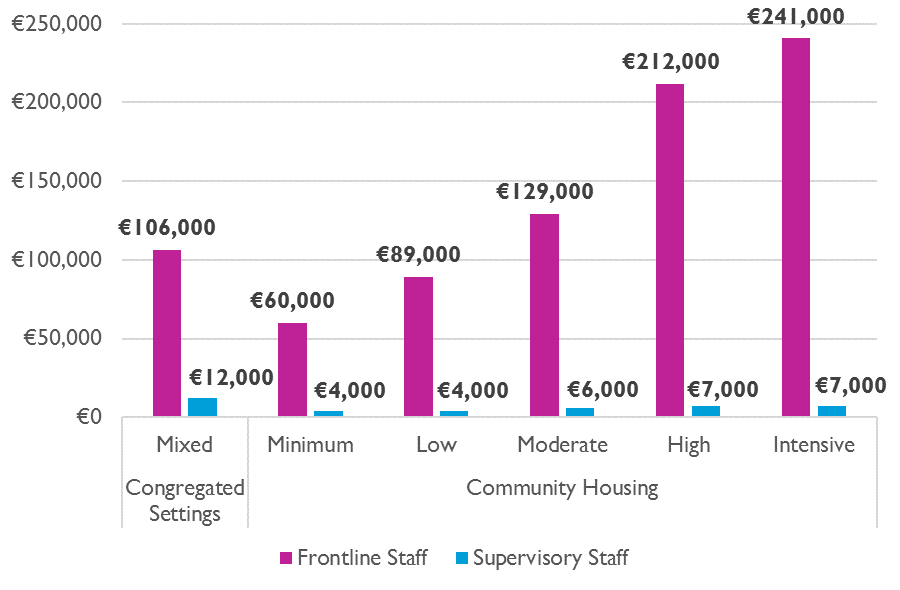 €250,000
€200,000
€150,000
€100,000
€50,000
€0
€106,000
€12,000
€60,000
€4,000
€89,000
€4,000
€129,000
€6,000
€212,000
€7,000
€241,000
€7,000
Mixed
Minimum
Low
Moderate
High
Intensive
Congregated
Settings
Community Housing
Frontline Staff
Supervisory Staff